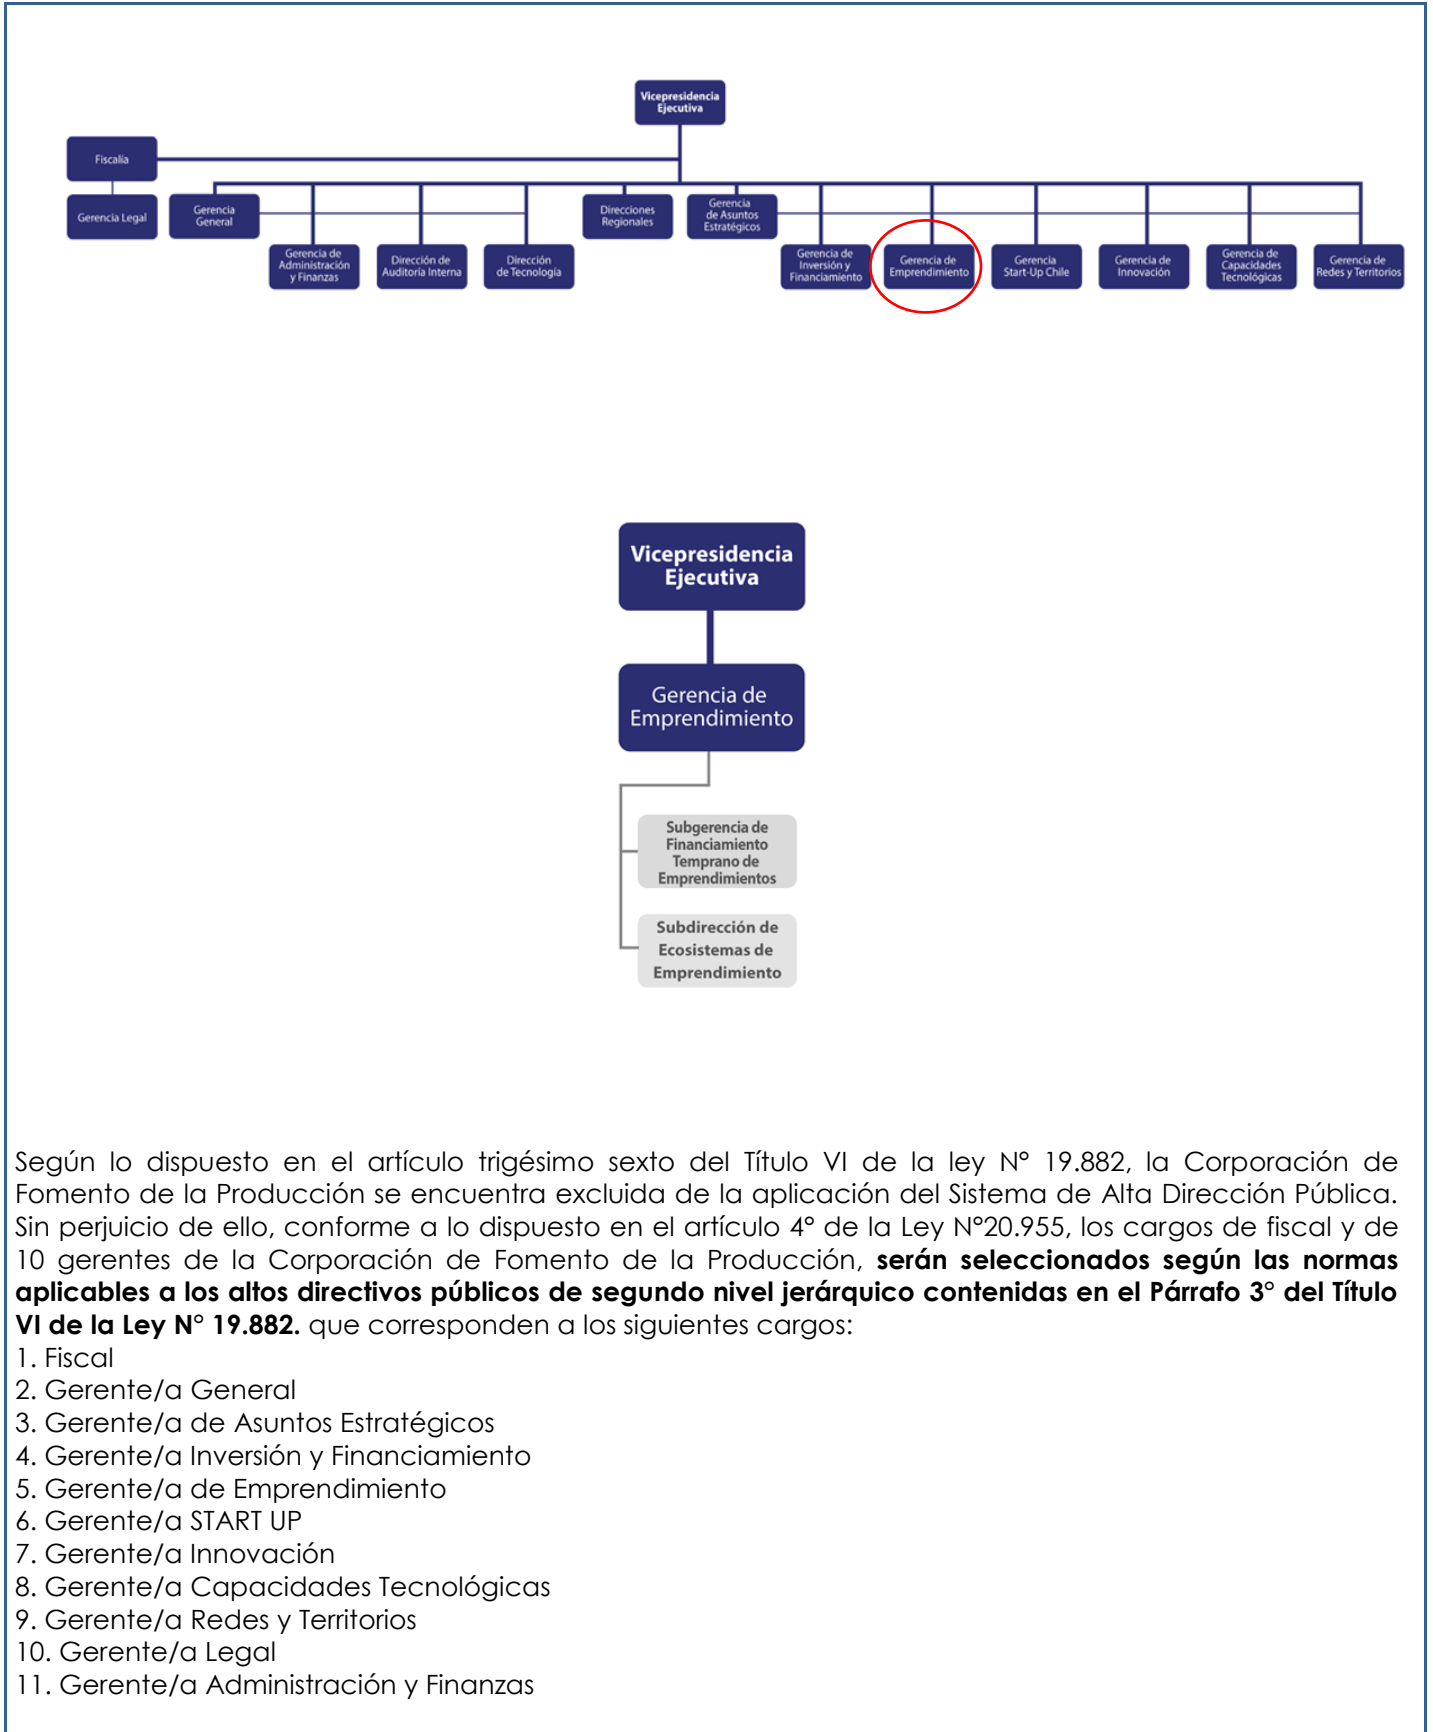 Vicepresidencia
Ejecutiva
Fiscalía
Gerencia Legal
Gerencia
General
Direcciones
Regionales
Gerencia
de Asuntos
Estratégicos
Gerencia de
Administración
y Finanzas
Dirección de
Auditoría Interna
Dirección
de Tecnología
Gerencia de
Inversión y
Financiamiento
Gerencia de
Emprendimiento
Gerencia
Start-Up Chile
Gerencia de
Innovación
Gerencia de
Capacidades
Tecnológicas
Gerencia de
Redes y Territorios
Vicepresidencia
Ejecutiva
Gerencia de
Emprendimiento
Subgerencia de
Financiamiento
Temprano de
Emprendimientos
Subdirección de
Ecosistemas de
Emprendimiento
Según lo dispuesto en el artículo trigésimo sexto del Título VI de la ley N° 19.882, la Corporación de
Fomento de la Producción se encuentra excluida de la aplicación del Sistema de Alta Dirección Pública.
Sin perjuicio de ello, conforme a lo dispuesto en el artículo 4° de la Ley N°20.955, los cargos de fiscal y de
10 gerentes de la Corporación de Fomento de la Producción, serán seleccionados según las normas
aplicables a los altos directivos públicos de segundo nivel jerárquico contenidas en el Párrafo 3° del Título
VI de la Ley N° 19.882. que corresponden a los siguientes cargos:
1. Fiscal
2. Gerente/a General
3. Gerente/a de Asuntos Estratégicos
4. Gerente/a Inversión y Financiamiento
5. Gerente/a de Emprendimiento
6. Gerente/a START UP
7. Gerente/a Innovación
8. Gerente/a Capacidades Tecnológicas
9. Gerente/a Redes y Territorios
10. Gerente/a Legal
11. Gerente/a Administración y Finanzas